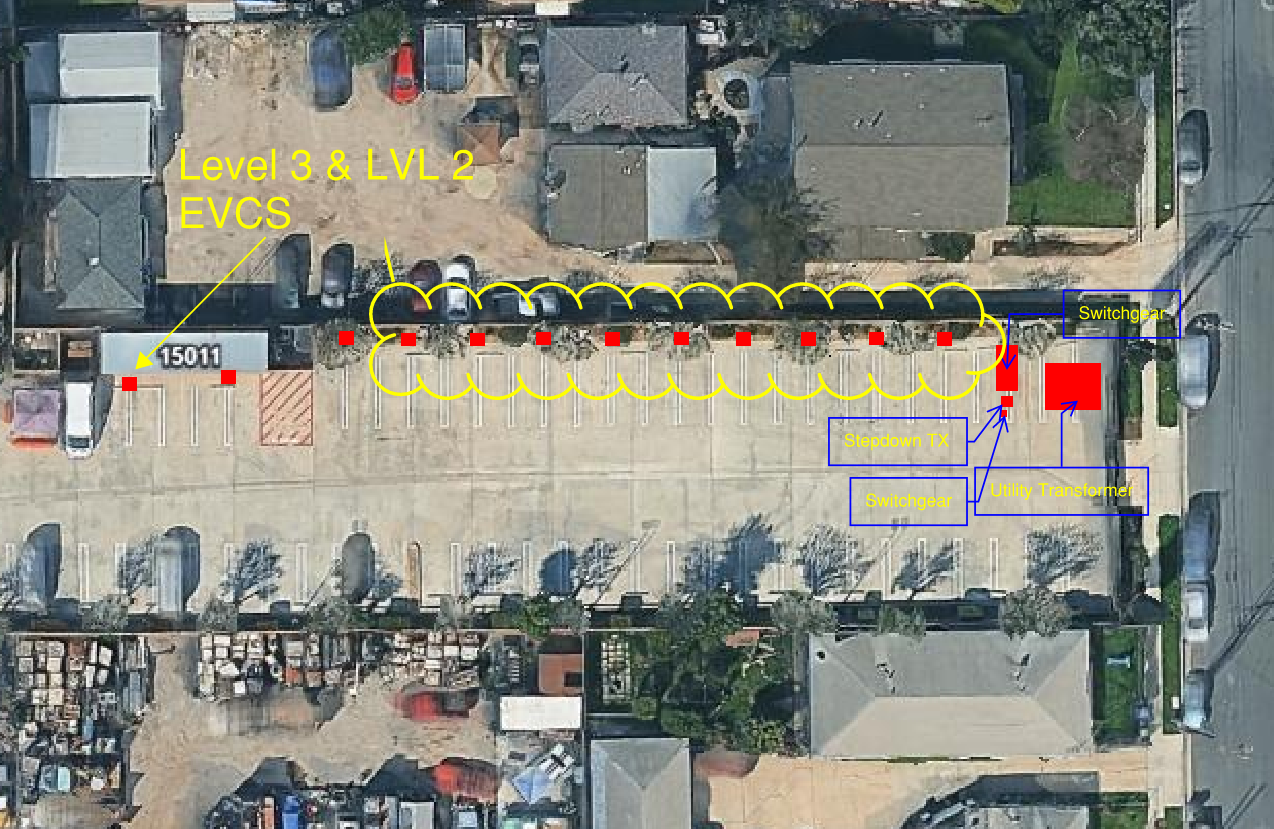 Level 3 & LVL 2
EVCS
Switchgear
15011
Stepdown TX
Switchgear
Utility Transformer